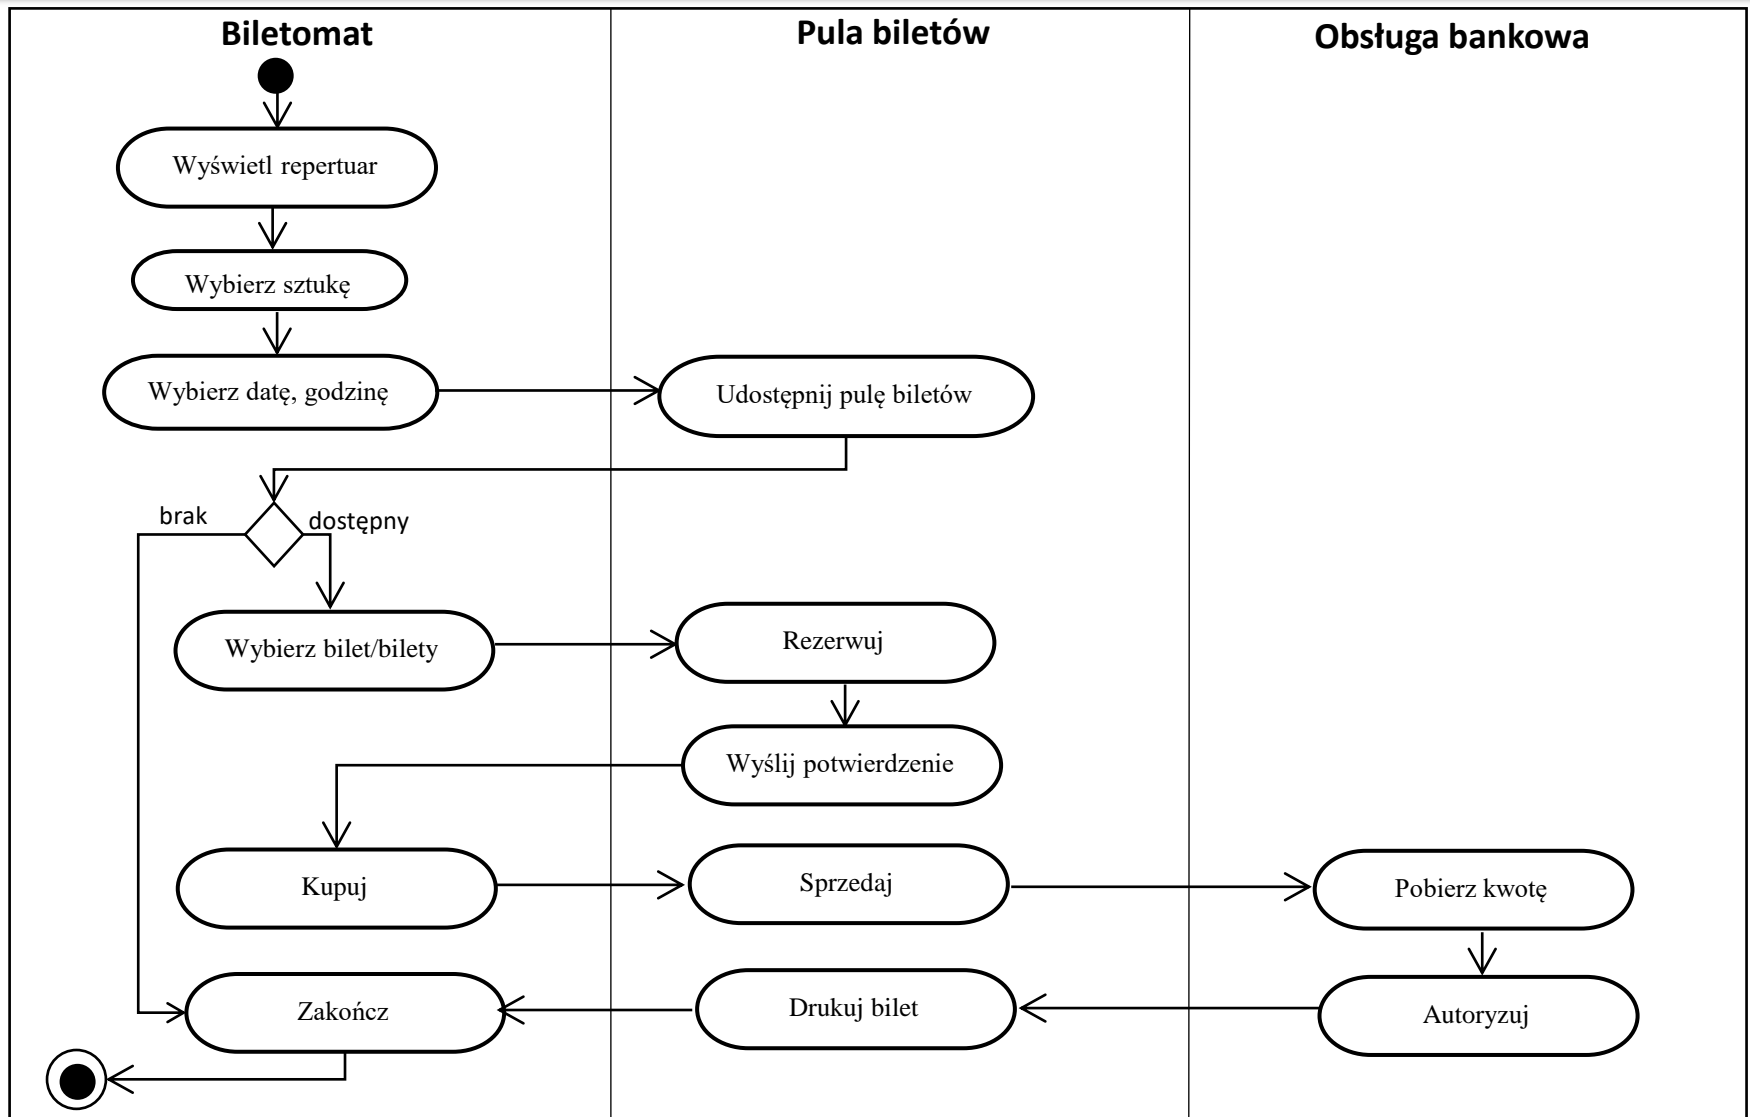 Biletomat
Pula biletów
Obsługa bankowa
Wyświetl repertuar
Wybierz sztukę
Wybierz datę, godzinę
Udostępnij pulę biletów
brak
dostępny
Wybierz bilet/bilety
Rezerwuj
Wyślij potwierdzenie
Kupuj
Sprzedaj
Pobierz kwotę
Zakończ
Drukuj bilet
Autoryzuj